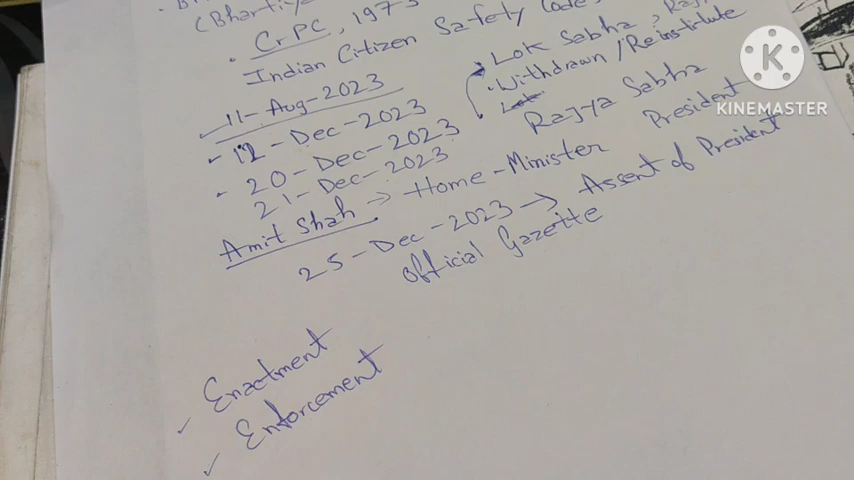 (Bhartiya
• CrPC, 1973
Indian Citizen Safety Code.
11-Aug-2023 • Lok Sabha,
• 12-Dec-2023 • Withdrawn/Reinstitute
- 20-Dec-2023 Rajya Sabha
21-Dec-2023 President
Amit Shah → Home-Minister
25-Dec-2023 → Assent of President
Official Gazette
✓ Enactment
✓ Enforcement
KINEMASTER